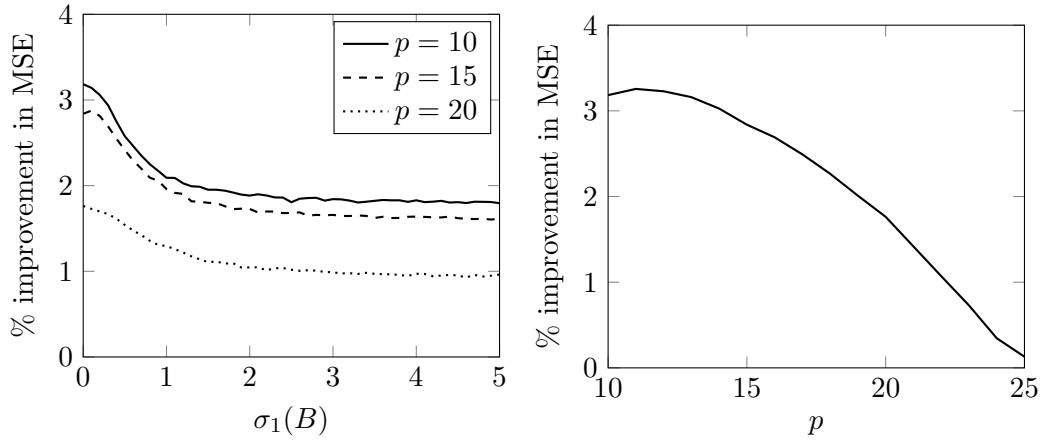 % improvement in MSE
4
3
2
1
0
0 1 2 3 4 5
σ₁(B)
p = 10
p = 15
p = 20
% improvement in MSE
4
3
2
1
0
10 15 20 25
p